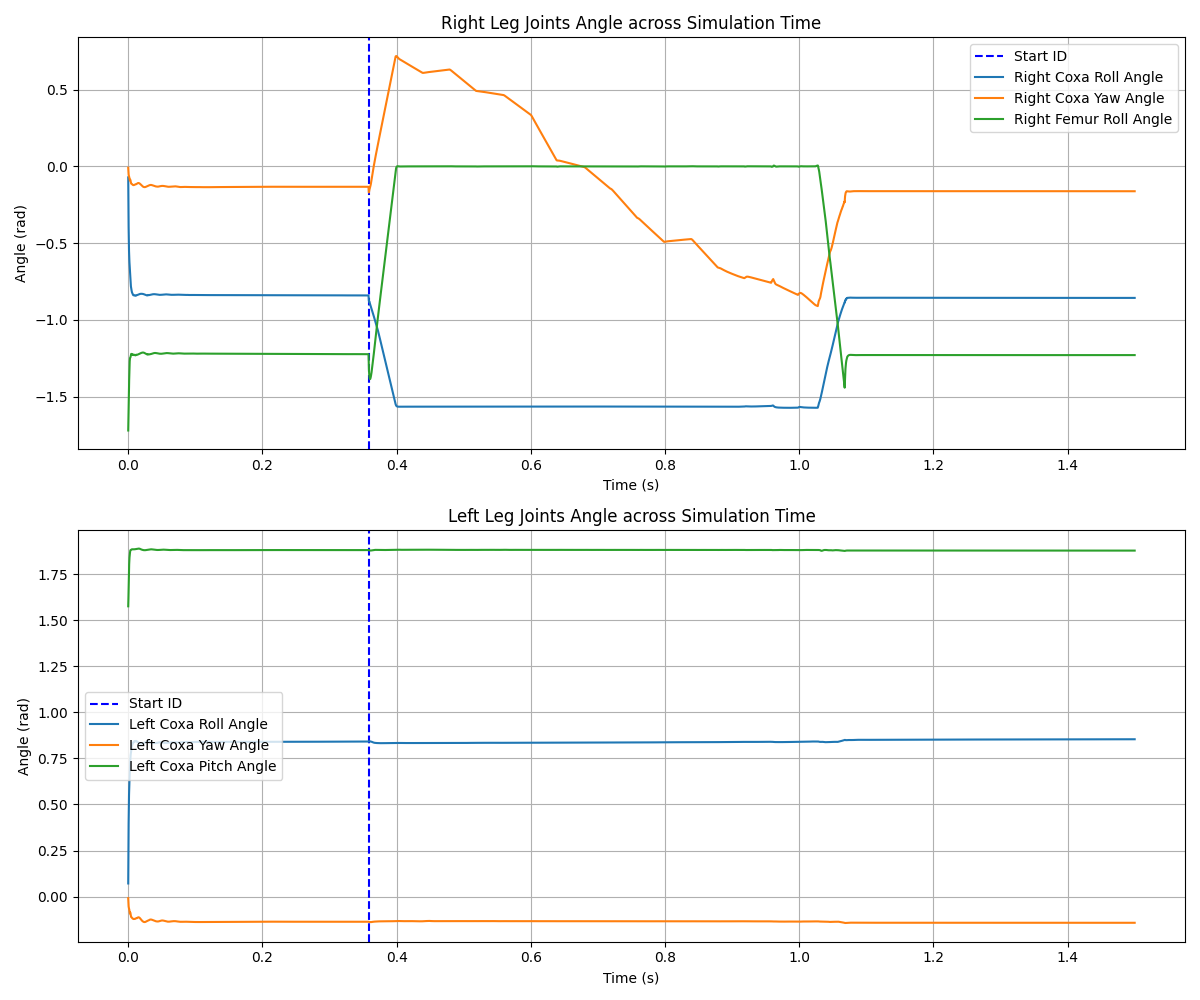 Right Leg Joints Angle across Simulation Time
Start ID
Right Coxa Roll Angle
Right Coxa Yaw Angle
Right Femur Roll Angle
Angle (rad)
0.5
0.0
−0.5
−1.0
−1.5
0.0 0.2 0.4 0.6 0.8 1.0 1.2 1.4
Time (s)
Left Leg Joints Angle across Simulation Time
Start ID
Left Coxa Roll Angle
Left Coxa Yaw Angle
Left Coxa Pitch Angle
Angle (rad)
1.75
1.50
1.25
1.00
0.75
0.50
0.25
0.00
0.0 0.2 0.4 0.6 0.8 1.0 1.2 1.4
Time (s)